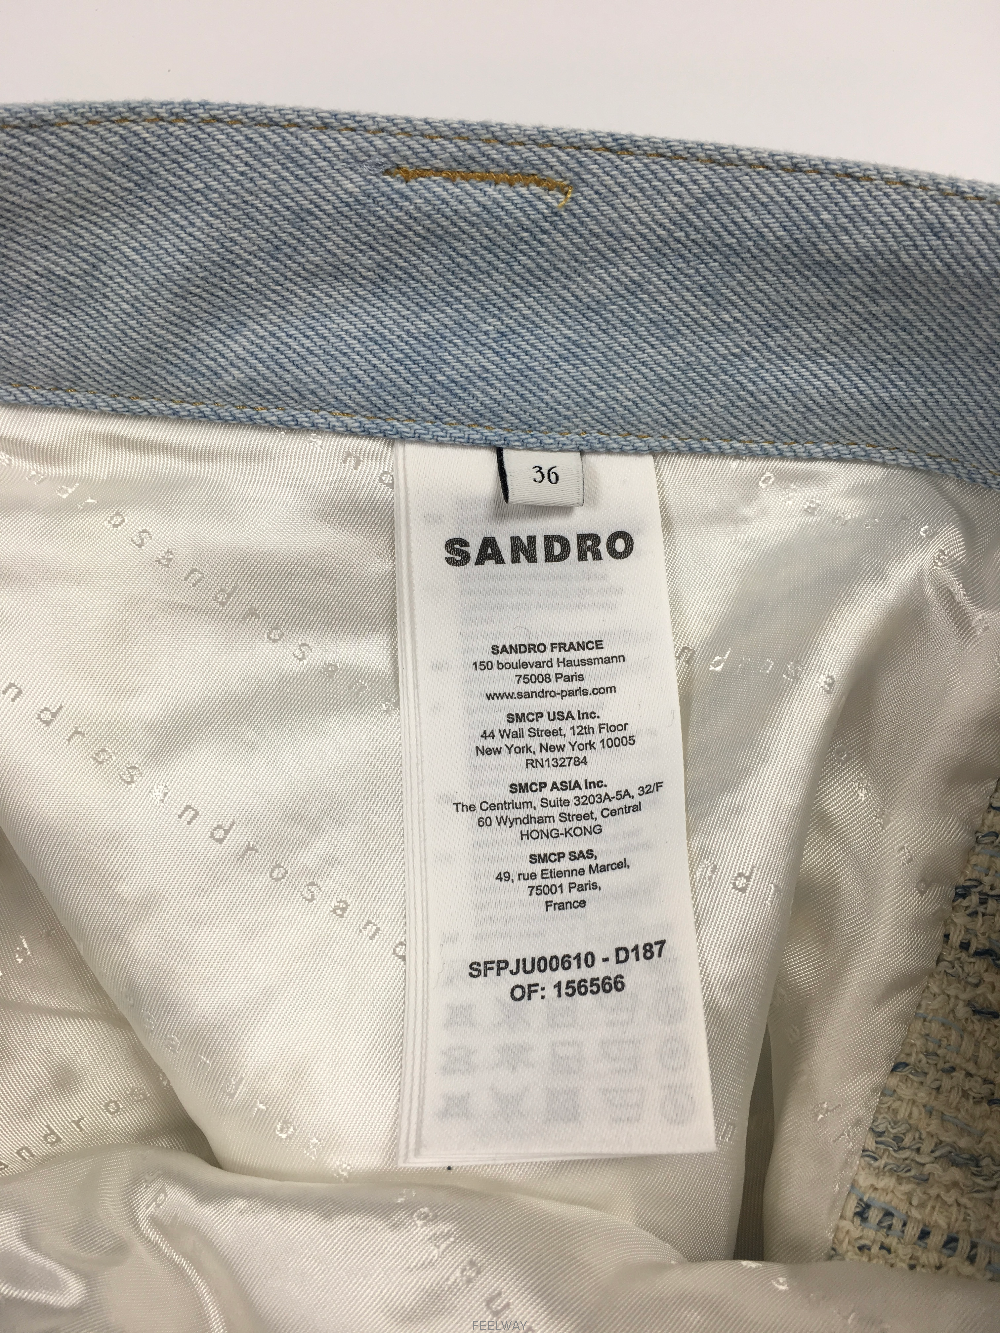 36
SANDRO
SANDRO FRANCE
150 boulevard Haussmann
75008 Paris
www.sandro-paris.com
SMCP USA Inc.
44 Wall Street, 12th Floor
New York, New York 10005
RN132784
SMCP ASIA Inc.
The Centrium, Suite 3203A-5A, 32/F
60 Wyndham Street, Central
HONG-KONG
SMCP SAS,
49, rue Etienne Marcel,
75001 Paris,
France
SFPJU00610 - D187
OF: 156566
sandrosandrosan
ndrosandrosand
FEELWAY